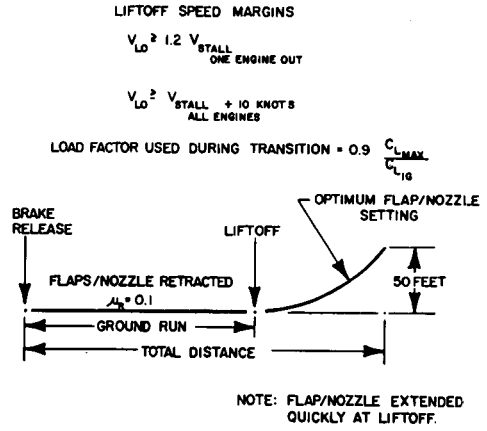 LIFTOFF SPEED MARGINS
V_LO ≥ 1.2 V_STALL
ONE ENGINE OUT
V_LO ≥ V_STALL + 10 KNOTS
ALL ENGINES
LOAD FACTOR USED DURING TRANSITION = 0.9 C_LMAX / C_L1G
OPTIMUM FLAP/NOZZLE
SETTING
BRAKE
RELEASE
LIFTOFF
FLAPS/NOZZLE RETRACTED
μ_R = 0.1
50 FEET
GROUND RUN
TOTAL DISTANCE
NOTE: FLAP/NOZZLE EXTENDED
QUICKLY AT LIFTOFF.